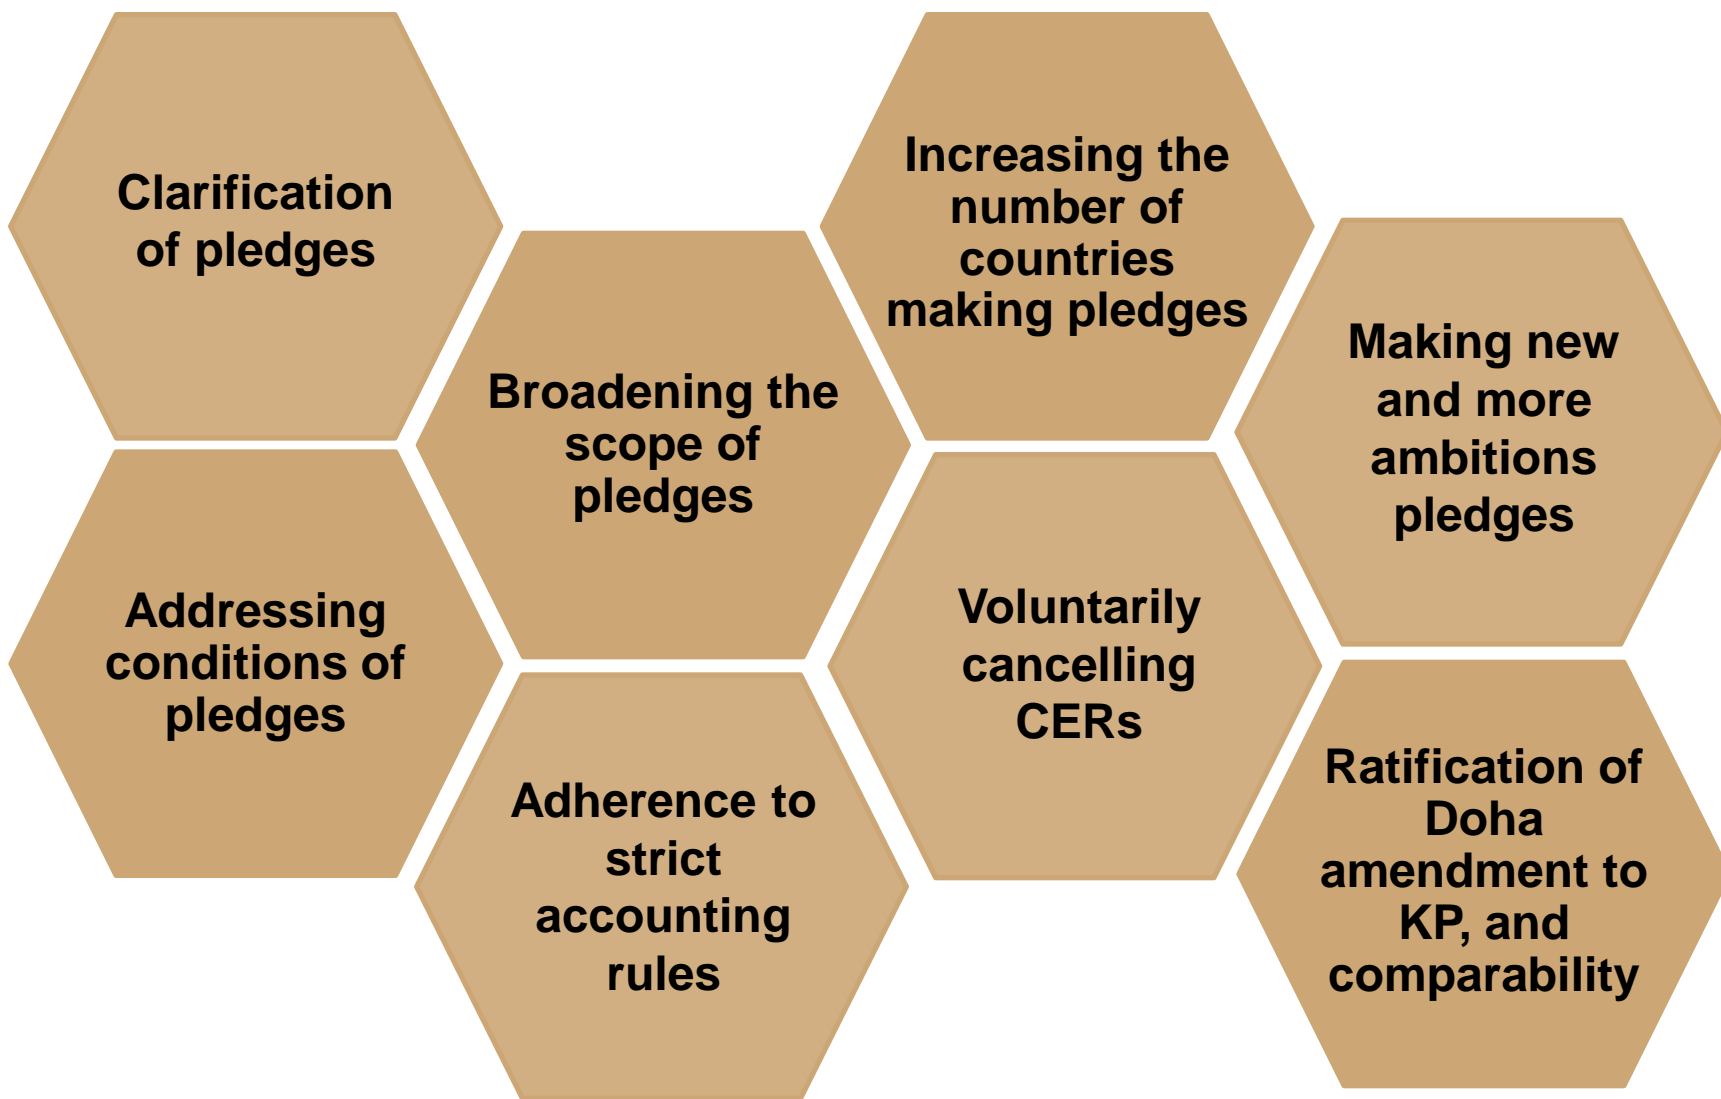 Clarification
of pledges
Increasing the
number of
countries
making pledges
Broadening the
scope of
pledges
Making new
and more
ambitions
pledges
Addressing
conditions of
pledges
Voluntarily
cancelling
CERs
Adherence to
strict
accounting
rules
Ratification of
Doha
amendment to
KP, and
comparability